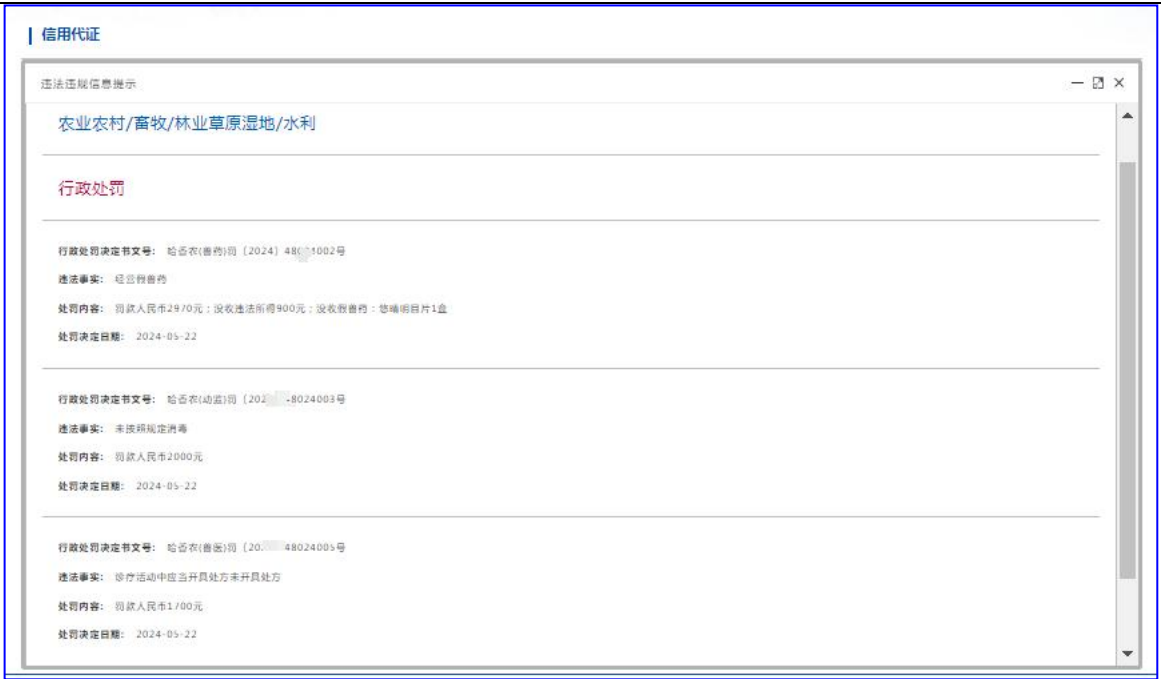 信用代证
违法违规信息提示
农业农村/畜牧/林业草原湿地/水利
行政处罚
行政处罚决定书文号： 哈香农(兽药)罚〔2024〕48 4002号
违法事实： 经营假兽药
处罚内容： 罚款人民币2970元；没收违法所得900元；没收假兽药：悠晴明目片1盒
处罚决定日期： 2024-05-22
行政处罚决定书文号： 哈香农(动监)罚〔202 8024003号
违法事实： 未按照规定消毒
处罚内容： 罚款人民币2000元
处罚决定日期： 2024-05-22
行政处罚决定书文号： 哈香农(兽医)罚〔20 48024005号
违法事实： 诊疗活动中应当开具处方未开具处方
处罚内容： 罚款人民币1700元
处罚决定日期： 2024-05-22